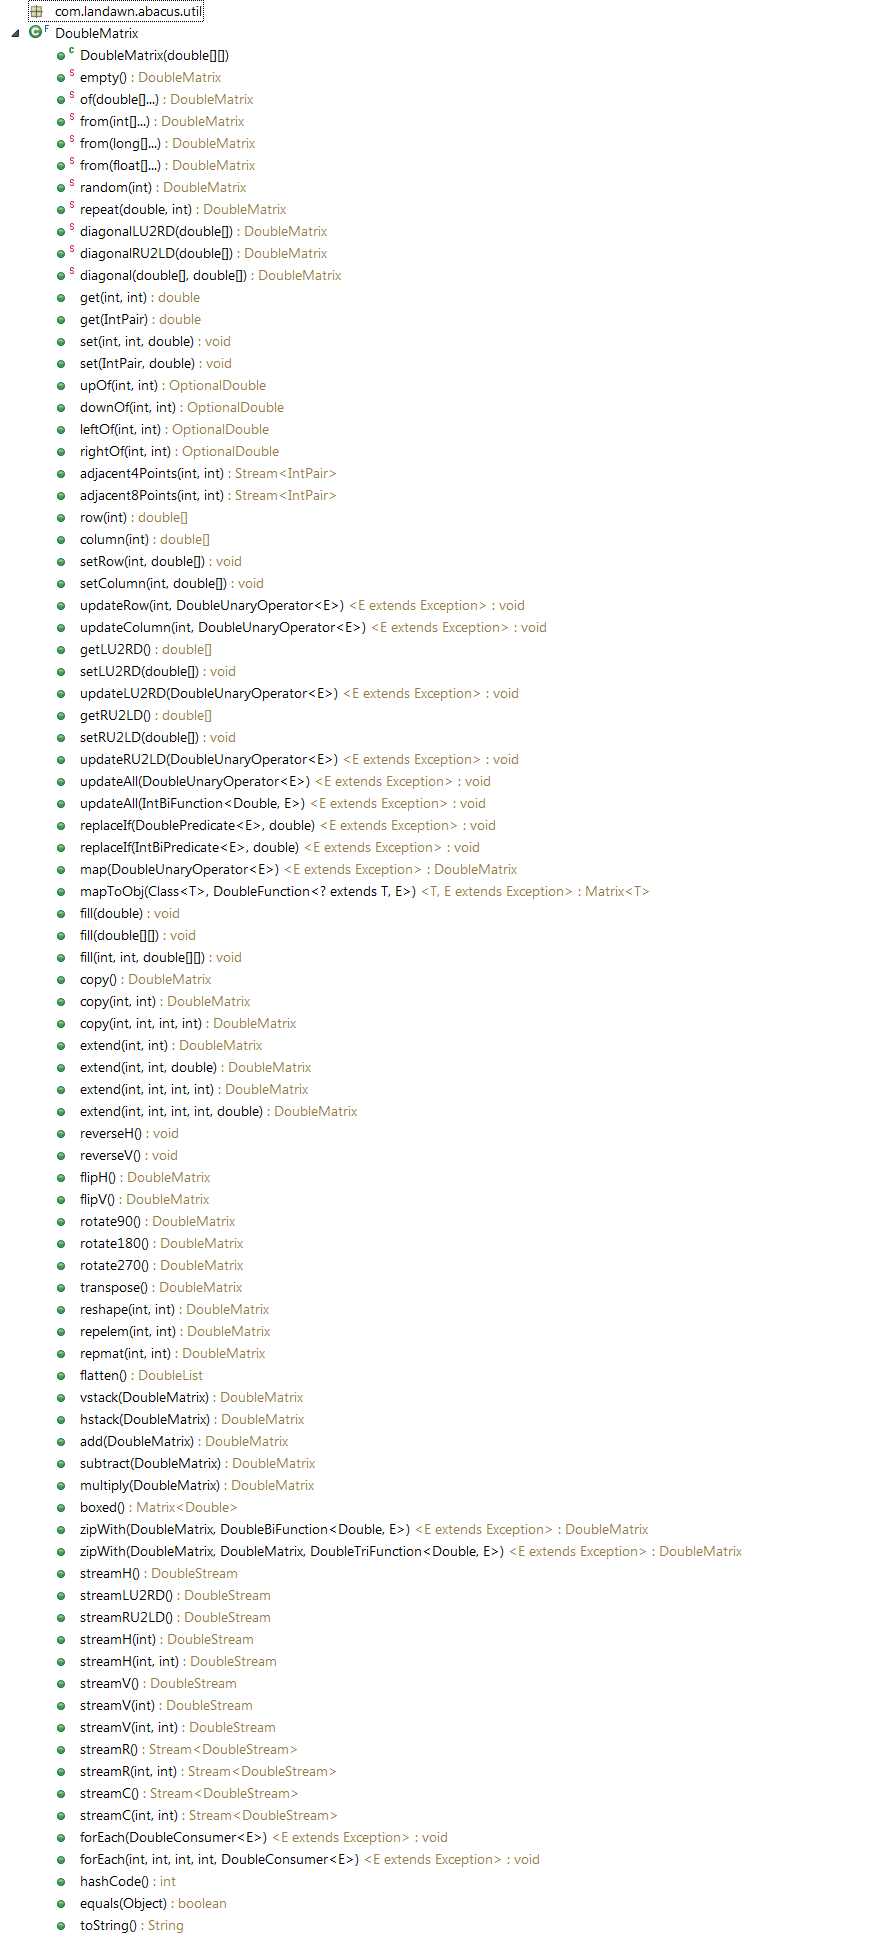 com.landawn.abacus.util
DoubleMatrix
DoubleMatrix(double[][])
empty() : DoubleMatrix
of(double[]...) : DoubleMatrix
from(int[]...) : DoubleMatrix
from(long[]...) : DoubleMatrix
from(float[]...) : DoubleMatrix
random(int) : DoubleMatrix
repeat(double, int) : DoubleMatrix
diagonalLU2RD(double[]) : DoubleMatrix
diagonalRU2LD(double[]) : DoubleMatrix
diagonal(double[], double[]) : DoubleMatrix
get(int, int) : double
get(IntPair) : double
set(int, int, double) : void
set(IntPair, double) : void
upOf(int, int) : OptionalDouble
downOf(int, int) : OptionalDouble
leftOf(int, int) : OptionalDouble
rightOf(int, int) : OptionalDouble
adjacent4Points(int, int) : Stream<IntPair>
adjacent8Points(int, int) : Stream<IntPair>
row(int) : double[]
column(int) : double[]
setRow(int, double[]) : void
setColumn(int, double[]) : void
updateRow(int, DoubleUnaryOperator<E>) <E extends Exception> : void
updateColumn(int, DoubleUnaryOperator<E>) <E extends Exception> : void
getLU2RD() : double[]
setLU2RD(double[]) : void
updateLU2RD(DoubleUnaryOperator<E>) <E extends Exception> : void
getRU2LD() : double[]
setRU2LD(double[]) : void
updateRU2LD(DoubleUnaryOperator<E>) <E extends Exception> : void
updateAll(DoubleUnaryOperator<E>) <E extends Exception> : void
updateAll(IntBiFunction<Double, E>) <E extends Exception> : void
replaceIf(DoublePredicate<E>, double) <E extends Exception> : void
replaceIf(IntBiPredicate<E>, double) <E extends Exception> : void
map(DoubleUnaryOperator<E>) <E extends Exception> : DoubleMatrix
mapToObj(Class<T>, DoubleFunction<? extends T, E>) <T, E extends Exception> : Matrix<T>
fill(double) : void
fill(double[][]) : void
fill(int, int, double[][]) : void
copy() : DoubleMatrix
copy(int, int) : DoubleMatrix
copy(int, int, int, int) : DoubleMatrix
extend(int, int) : DoubleMatrix
extend(int, int, double) : DoubleMatrix
extend(int, int, int, int) : DoubleMatrix
extend(int, int, int, int, double) : DoubleMatrix
reverseH() : void
reverseV() : void
flipH() : DoubleMatrix
flipV() : DoubleMatrix
rotate90() : DoubleMatrix
rotate180() : DoubleMatrix
rotate270() : DoubleMatrix
transpose() : DoubleMatrix
reshape(int, int) : DoubleMatrix
repelem(int, int) : DoubleMatrix
repmat(int, int) : DoubleMatrix
flatten() : DoubleList
vstack(DoubleMatrix) : DoubleMatrix
hstack(DoubleMatrix) : DoubleMatrix
add(DoubleMatrix) : DoubleMatrix
subtract(DoubleMatrix) : DoubleMatrix
multiply(DoubleMatrix) : DoubleMatrix
boxed() : Matrix<Double>
zipWith(DoubleMatrix, DoubleBiFunction<Double, E>) <E extends Exception> : DoubleMatrix
zipWith(DoubleMatrix, DoubleMatrix, DoubleTriFunction<Double, E>) <E extends Exception> : DoubleMatrix
streamH() : DoubleStream
streamLU2RD() : DoubleStream
streamRU2LD() : DoubleStream
streamH(int) : DoubleStream
streamH(int, int) : DoubleStream
streamV() : DoubleStream
streamV(int) : DoubleStream
streamV(int, int) : DoubleStream
streamR() : Stream<DoubleStream>
streamR(int, int) : Stream<DoubleStream>
streamC() : Stream<DoubleStream>
streamC(int, int) : Stream<DoubleStream>
forEach(DoubleConsumer<E>) <E extends Exception> : void
forEach(int, int, int, int, DoubleConsumer<E>) <E extends Exception> : void
hashCode() : int
equals(Object) : boolean
toString() : String